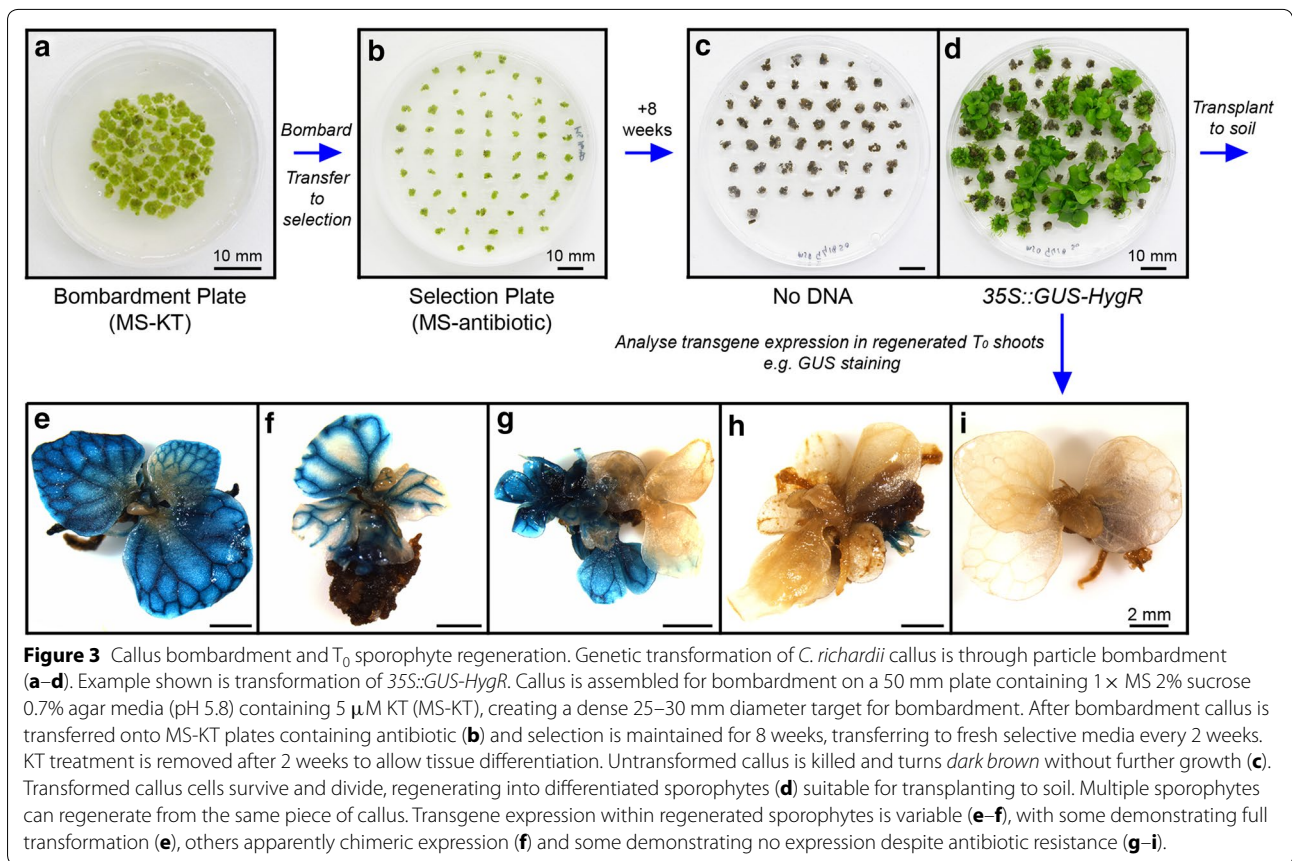 a
b
c
d
Bombard
Transfer
to
selection
+8
weeks
Transplant
to soil
10 mm
10 mm
10 mm
Bombardment Plate
(MS-KT)
Selection Plate
(MS-antibiotic)
No DNA
35S::GUS-HygR
Analyse transgene expression in regenerated T₀ shoots
e.g. GUS staining
e
f
g
h
i
2 mm
Figure 3 Callus bombardment and T₀ sporophyte regeneration. Genetic transformation of C. richardii callus is through particle bombardment
(a–d). Example shown is transformation of 35S::GUS-HygR. Callus is assembled for bombardment on a 50 mm plate containing 1× MS 2% sucrose
0.7% agar media (pH 5.8) containing 5 μM KT (MS-KT), creating a dense 25–30 mm diameter target for bombardment. After bombardment callus is
transferred onto MS-KT plates containing antibiotic (b) and selection is maintained for 8 weeks, transferring to fresh selective media every 2 weeks.
KT treatment is removed after 2 weeks to allow tissue differentiation. Untransformed callus is killed and turns dark brown without further growth (c).
Transformed callus cells survive and divide, regenerating into differentiated sporophytes (d) suitable for transplanting to soil. Multiple sporophytes
can regenerate from the same piece of callus. Transgene expression within regenerated sporophytes is variable (e–f), with some demonstrating full
transformation (e), others apparently chimeric expression (f) and some demonstrating no expression despite antibiotic resistance (g–i).